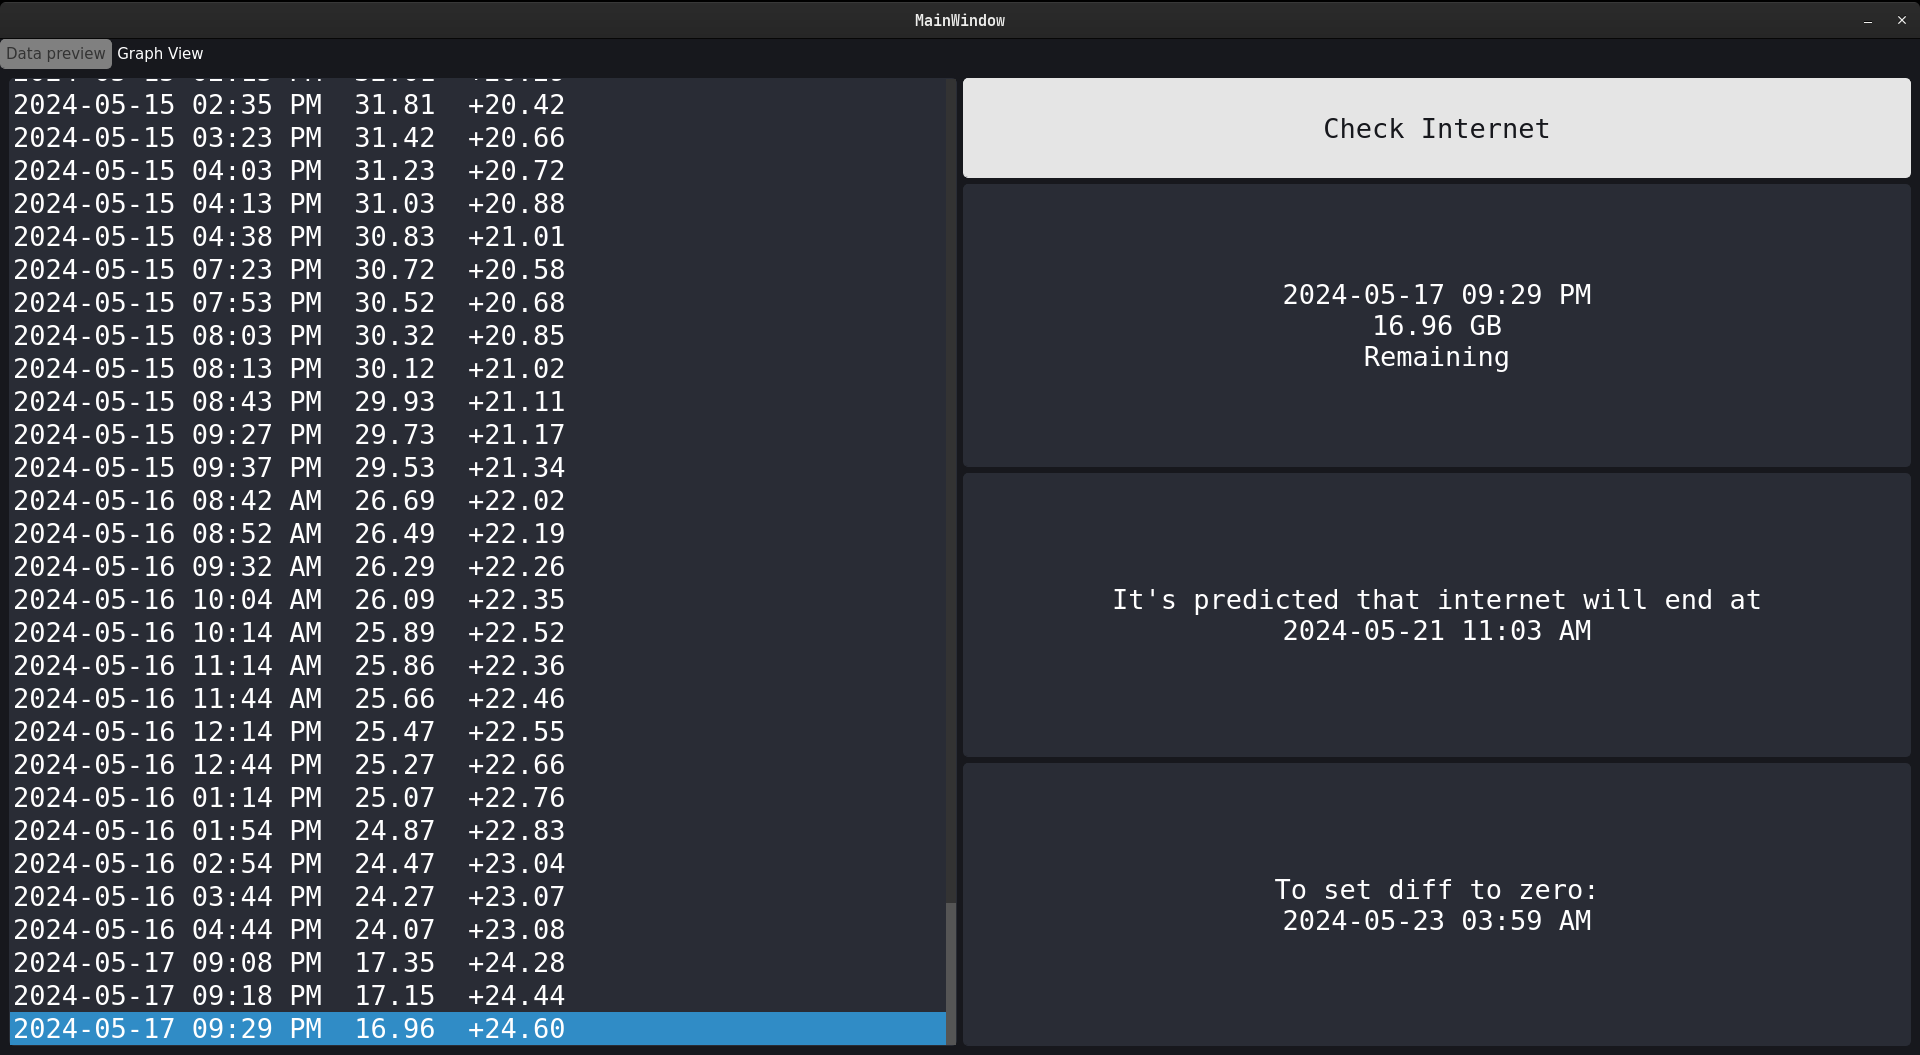 MainWindow
Data preview Graph View
2024-05-15 02:35 PM 31.81 +20.42
2024-05-15 03:23 PM 31.42 +20.66
2024-05-15 04:03 PM 31.23 +20.72
2024-05-15 04:13 PM 31.03 +20.88
2024-05-15 04:38 PM 30.83 +21.01
2024-05-15 07:23 PM 30.72 +20.58
2024-05-15 07:53 PM 30.52 +20.68
2024-05-15 08:03 PM 30.32 +20.85
2024-05-15 08:13 PM 30.12 +21.02
2024-05-15 08:43 PM 29.93 +21.11
2024-05-15 09:27 PM 29.73 +21.17
2024-05-15 09:37 PM 29.53 +21.34
2024-05-16 08:42 AM 26.69 +22.02
2024-05-16 08:52 AM 26.49 +22.19
2024-05-16 09:32 AM 26.29 +22.26
2024-05-16 10:04 AM 26.09 +22.35
2024-05-16 10:14 AM 25.89 +22.52
2024-05-16 11:14 AM 25.86 +22.36
2024-05-16 11:44 AM 25.66 +22.46
2024-05-16 12:14 PM 25.47 +22.55
2024-05-16 12:44 PM 25.27 +22.66
2024-05-16 01:14 PM 25.07 +22.76
2024-05-16 01:54 PM 24.87 +22.83
2024-05-16 02:54 PM 24.47 +23.04
2024-05-16 03:44 PM 24.27 +23.07
2024-05-16 04:44 PM 24.07 +23.08
2024-05-17 09:08 PM 17.35 +24.28
2024-05-17 09:18 PM 17.15 +24.44
2024-05-17 09:29 PM 16.96 +24.60
Check Internet
2024-05-17 09:29 PM
16.96 GB
Remaining
It's predicted that internet will end at
2024-05-21 11:03 AM
To set diff to zero:
2024-05-23 03:59 AM